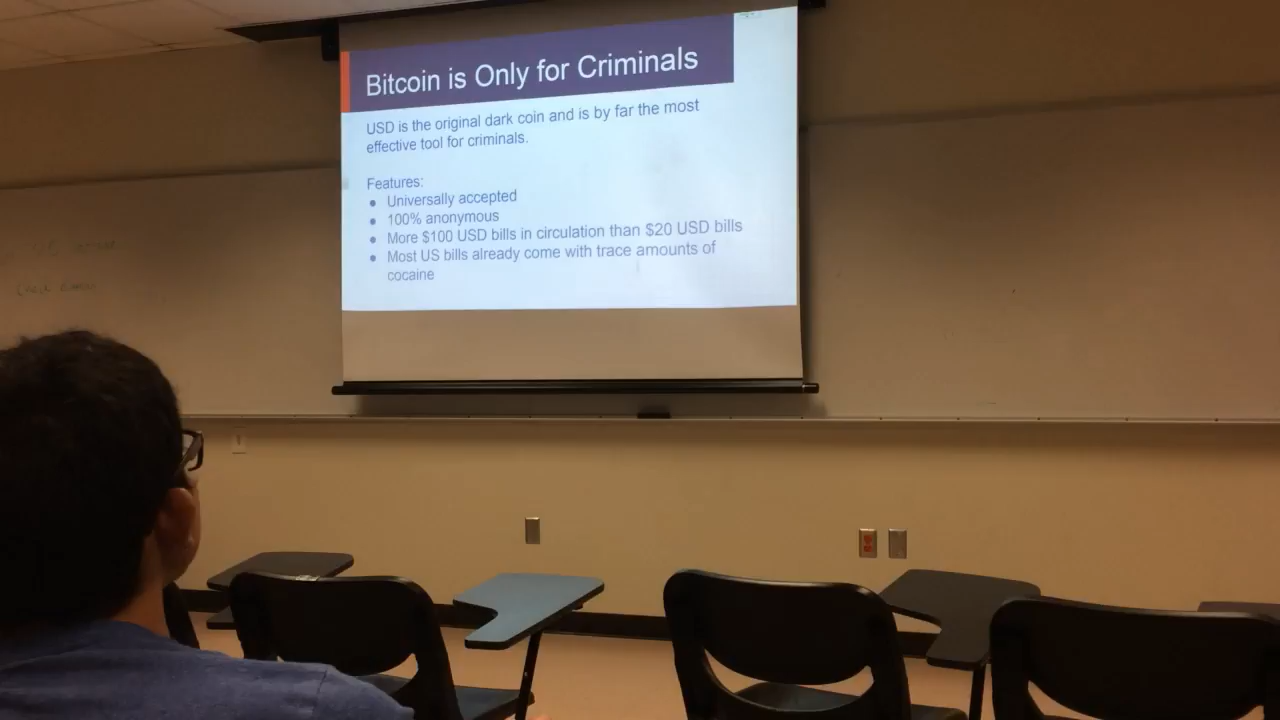 Bitcoin is Only for Criminals
USD is the original dark coin and is by far the most
effective tool for criminals.
Features:
● Universally accepted
● 100% anonymous
● More $100 USD bills in circulation than $20 USD bills
● Most US bills already come with trace amounts of
cocaine